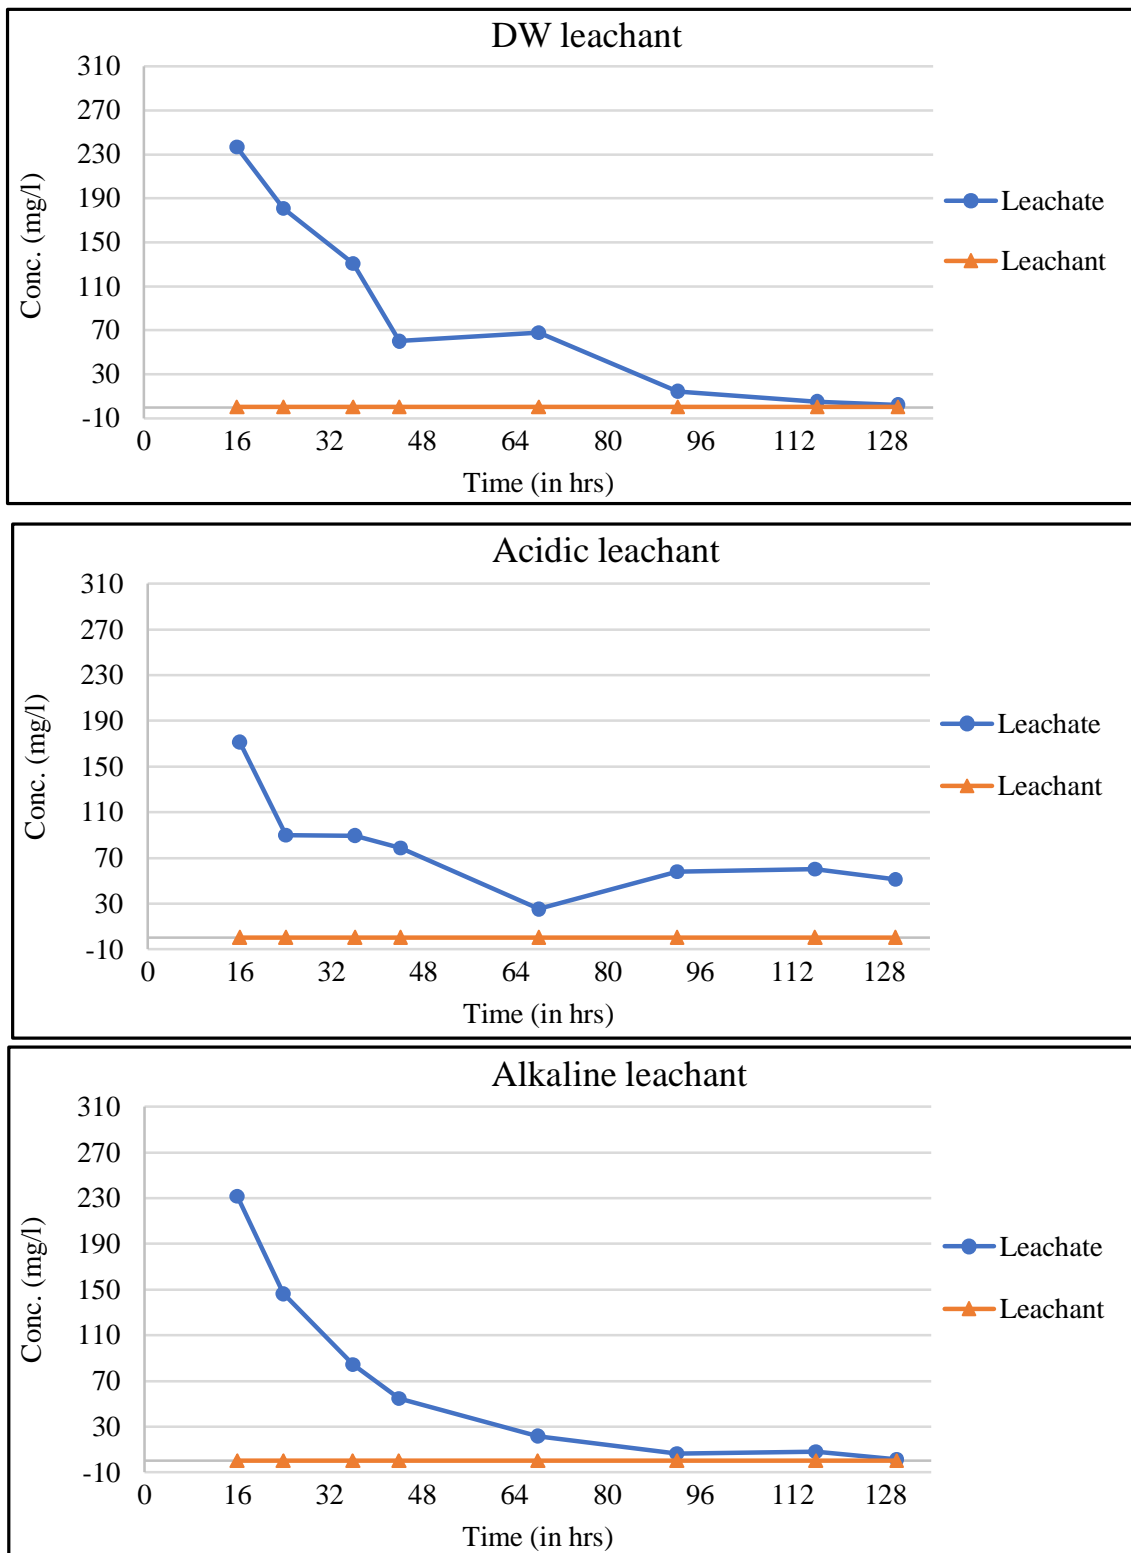 DW leachant
310
270
230
190
150
110
70
30
-10
Conc. (mg/l)
0 16 32 48 64 80 96 112 128
Time (in hrs)
Leachate
Leachant
Acidic leachant
310
270
230
190
150
110
70
30
-10
Conc. (mg/l)
0 16 32 48 64 80 96 112 128
Time (in hrs)
Leachate
Leachant
Alkaline leachant
310
270
230
190
150
110
70
30
-10
Conc. (mg/l)
0 16 32 48 64 80 96 112 128
Time (in hrs)
Leachate
Leachant